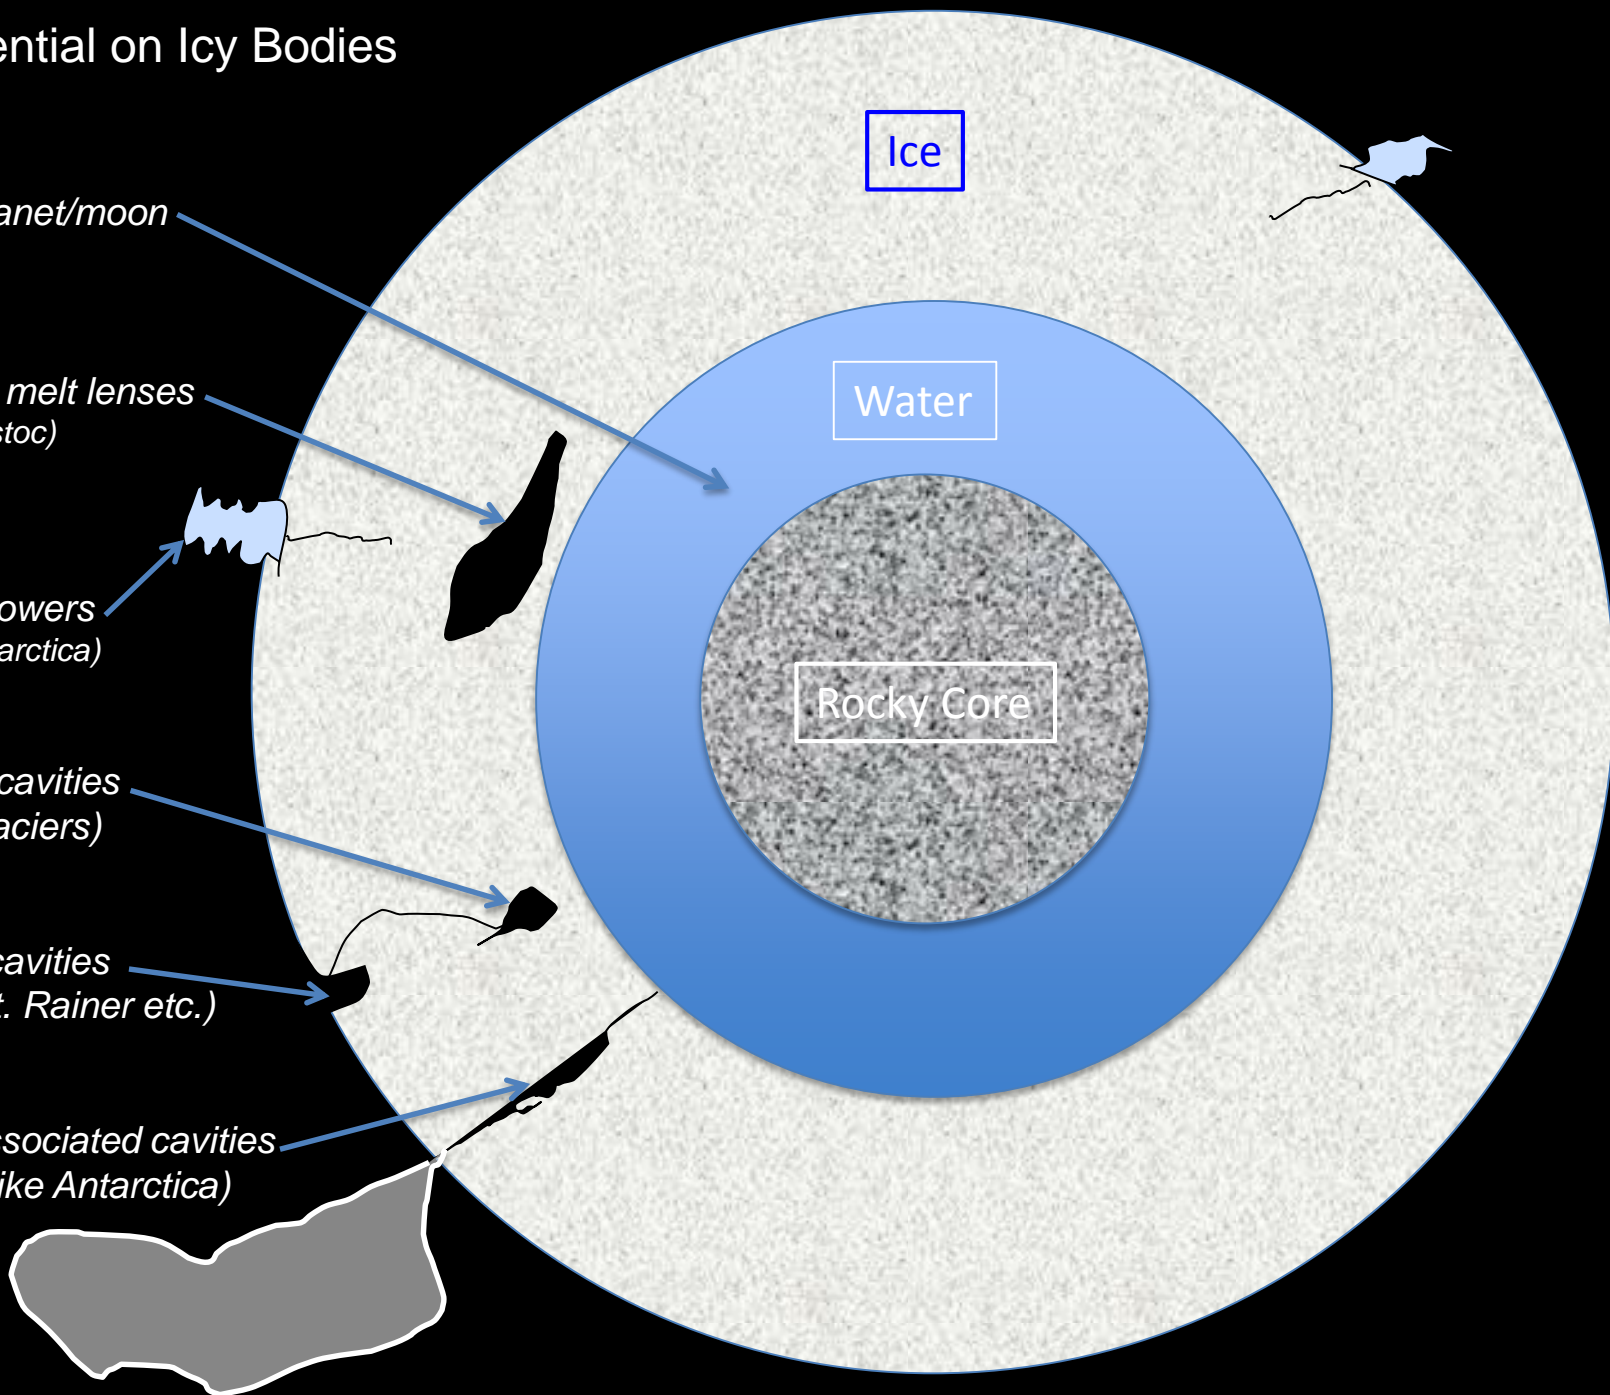 ential on Icy Bodies
Ice
anet/moon
melt lenses
stoc)
Water
owers
arctica)
Rocky Core
cavities
aciers)
cavities
t. Rainer etc.)
ssociated cavities
ike Antarctica)